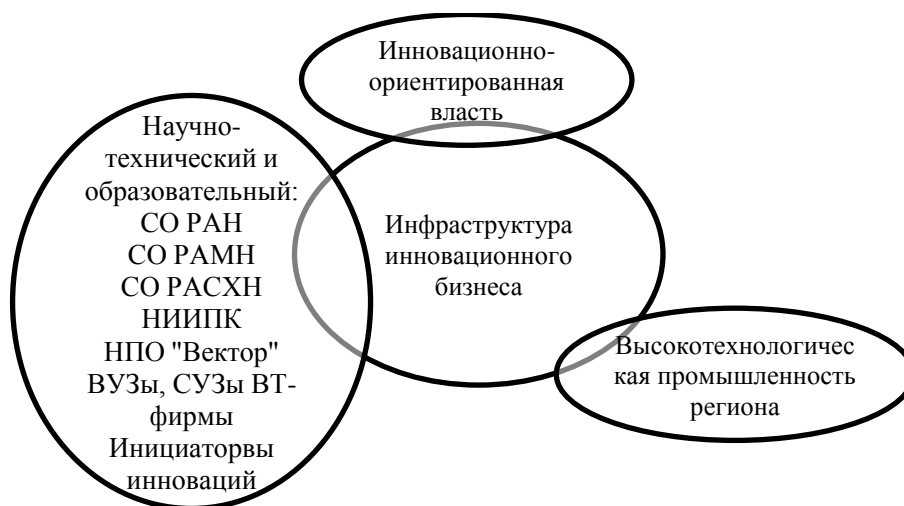 Инновационно-
ориентированная
власть
Научно-
технический и
образовательный:
СО РАН
СО РАМН
СО РАСХН
НИИПК
НПО "Вектор"
ВУЗы, СУЗы ВТ-
фирмы
Инициаторвы
инноваций
Инфраструктура
инновационного
бизнеса
Высокотехнологичес
кая промышленность
региона